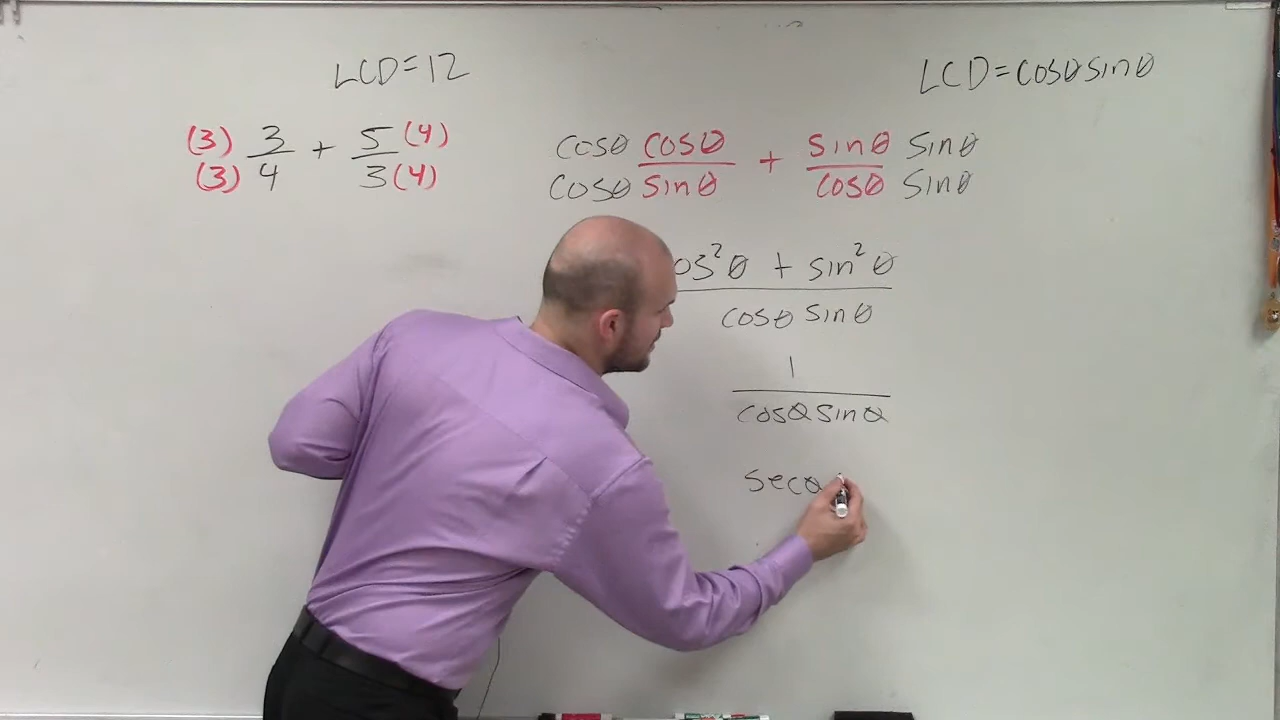 LCD=12
LCD=cosθsinθ
(3) 3 + 5 (4)
(3) 4 3 (4)
cosθ cosθ + sinθ sinθ
cosθ sinθ cosθ sinθ
os²θ + sin²θ
cosθ sinθ
1
cosθsinθ
secθ